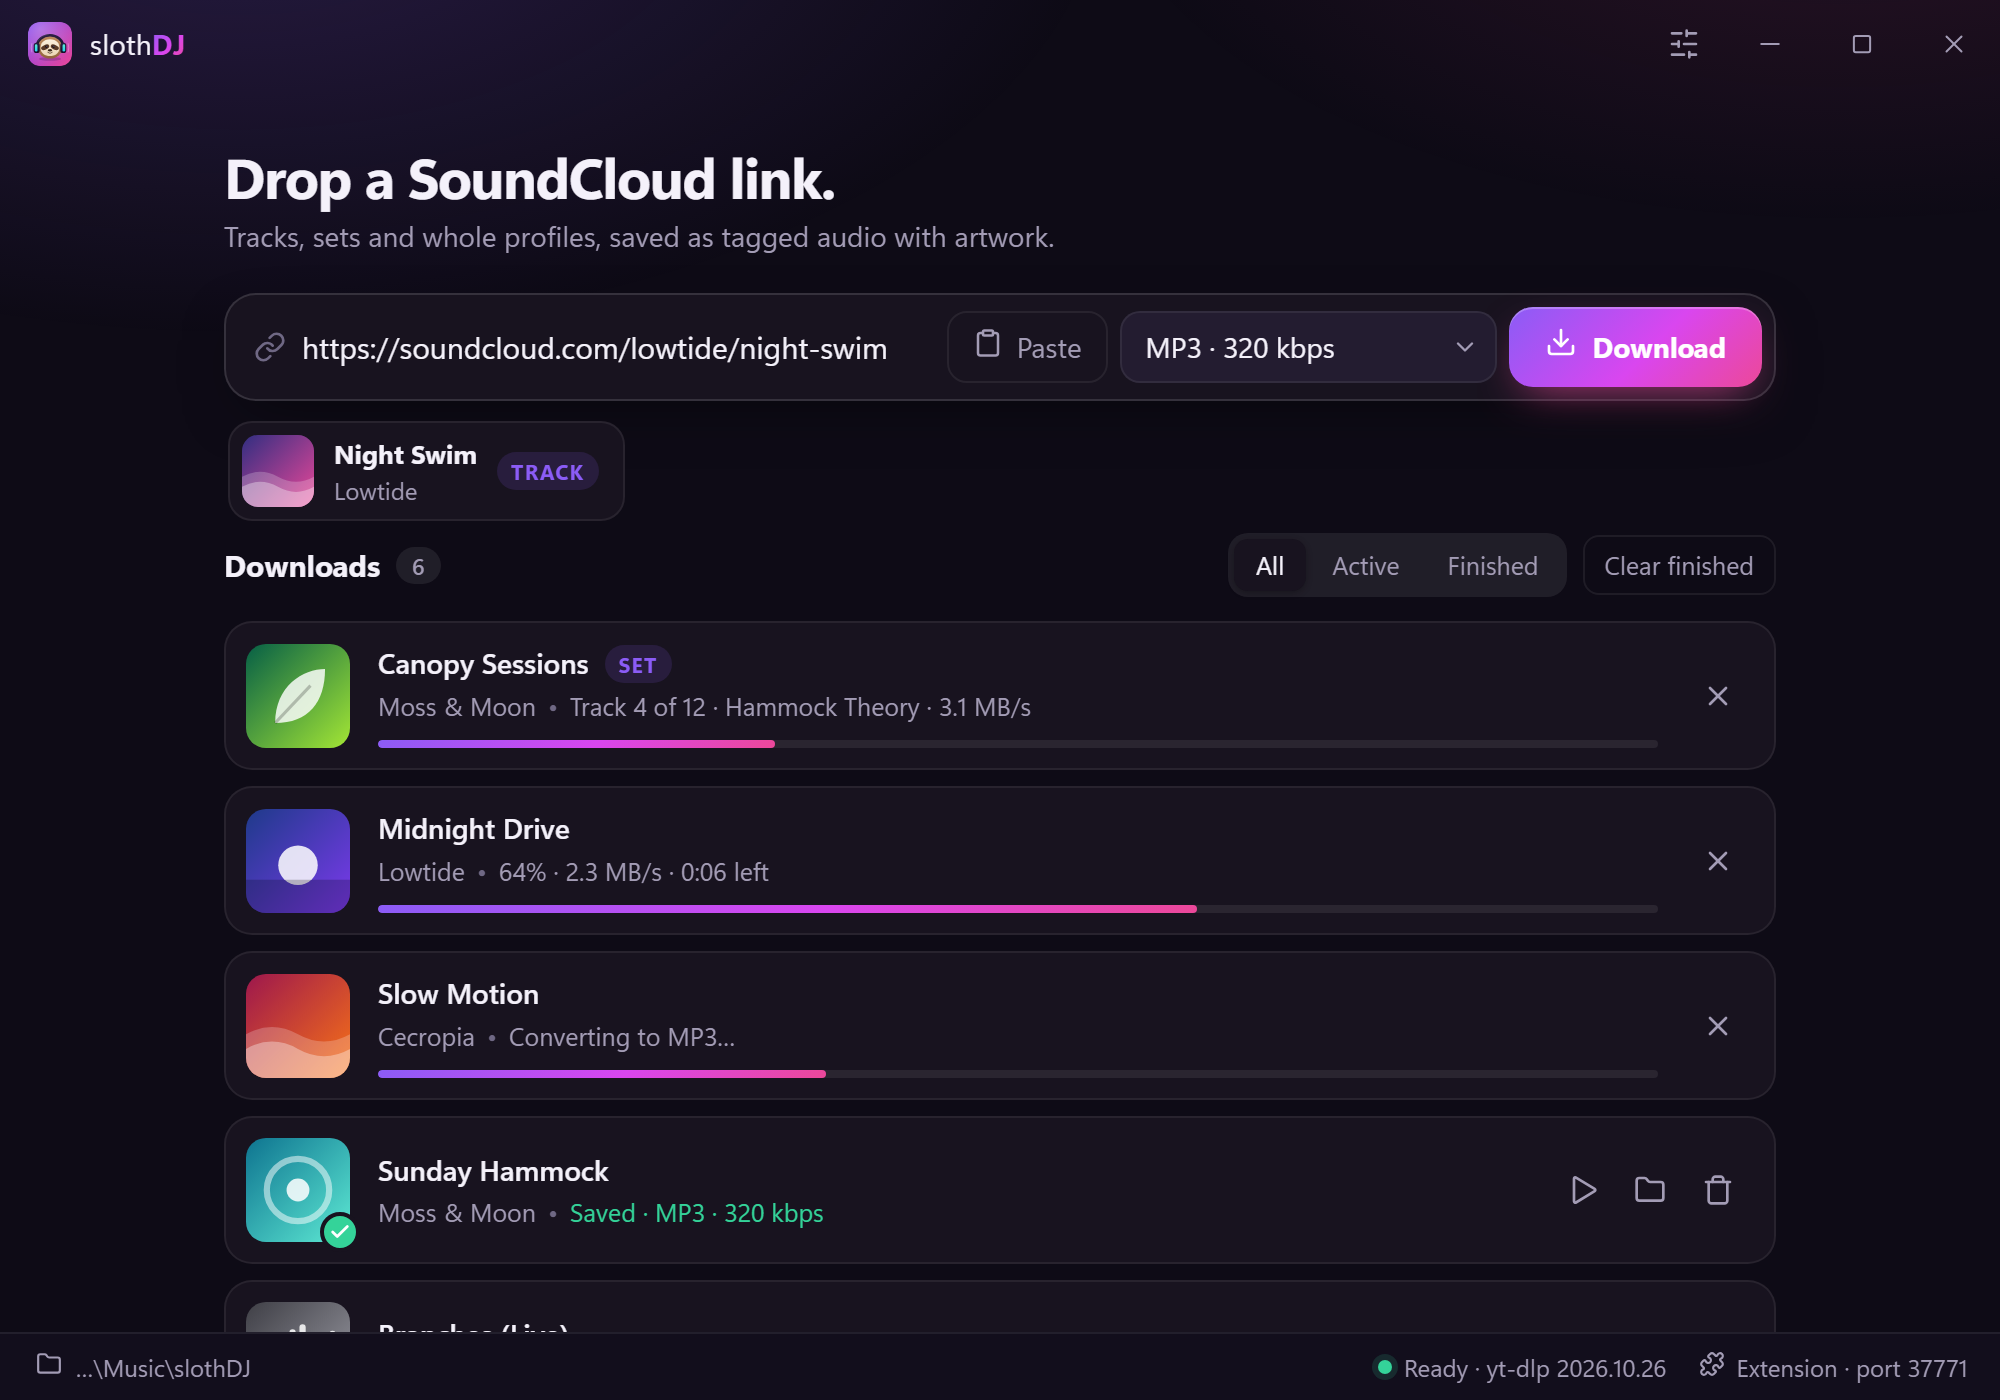 slothDJ
Drop a SoundCloud link.
Tracks, sets and whole profiles, saved as tagged audio with artwork.
https://soundcloud.com/lowtide/night-swim
Paste
MP3 · 320 kbps
Download
Night Swim
Lowtide
TRACK
Downloads 6
All
Active
Finished
Clear finished
Canopy Sessions SET
Moss & Moon • Track 4 of 12 · Hammock Theory · 3.1 MB/s
Midnight Drive
Lowtide • 64% · 2.3 MB/s · 0:06 left
Slow Motion
Cecropia • Converting to MP3...
Sunday Hammock
Moss & Moon • Saved · MP3 · 320 kbps
Branches (Live)
...\Music\slothDJ
Ready · yt-dlp 2026.10.26
Extension · port 37771